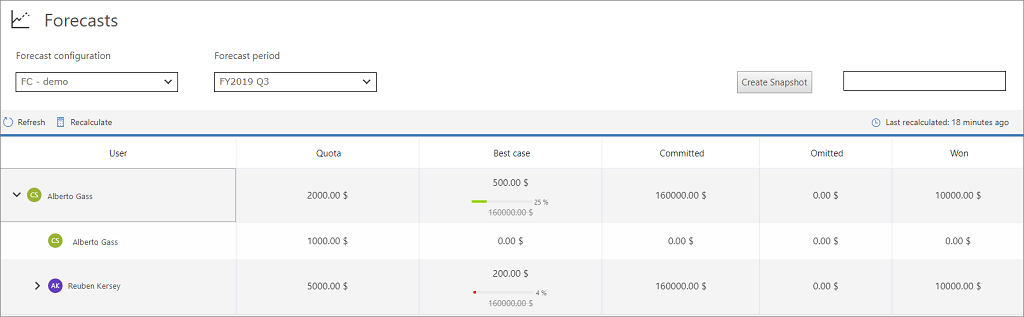 Forecasts
Forecast configuration Forecast period
FC - demo FY2019 Q3 Create Snapshot
Refresh Recalculate Last recalculated: 18 minutes ago
User Quota Best case Committed Omitted Won
CS Alberto Gass 2000.00 $ 500.00 $ 160000.00 $ 0.00 $ 10000.00 $
25 %
160000.00 $
CS Alberto Gass 1000.00 $ 0.00 $ 0.00 $ 0.00 $ 0.00 $
AK Reuben Kersey 5000.00 $ 200.00 $ 160000.00 $ 0.00 $ 10000.00 $
4 %
160000.00 $